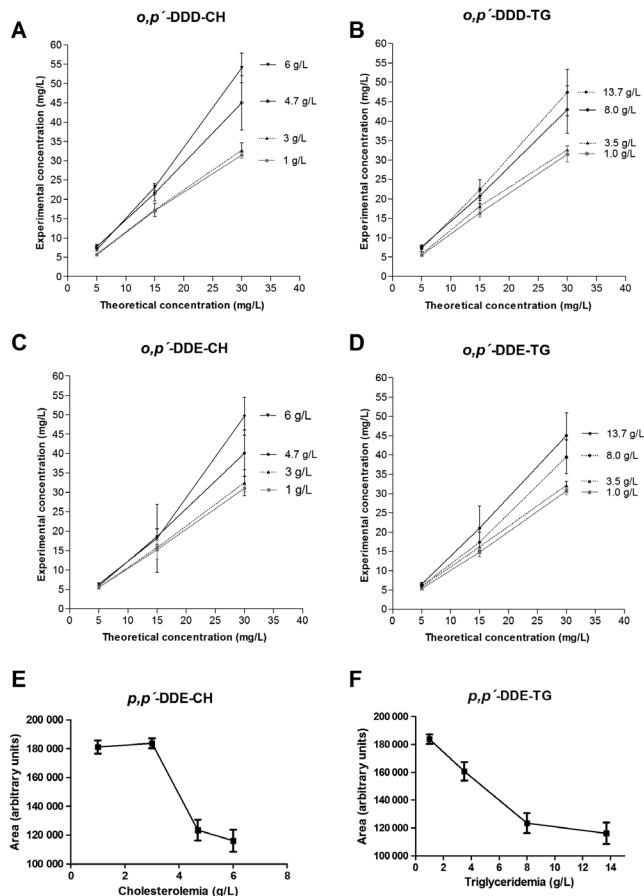 A
o,p´-DDD-CH
Experimental concentration (mg/L)
60
55
50
45
40
35
30
25
20
15
10
5
0
0 5 10 15 20 25 30 35 40
Theoretical concentration (mg/L)
6 g/L
4.7 g/L
3 g/L
1 g/L
B
o,p´-DDD-TG
Experimental concentration (mg/L)
60
55
50
45
40
35
30
25
20
15
10
5
0
0 5 10 15 20 25 30 35 40
Theoretical concentration (mg/L)
13.7 g/L
8.0 g/L
3.5 g/L
1.0 g/L
C
o,p´-DDE-CH
Experimental concentration (mg/L)
60
55
50
45
40
35
30
25
20
15
10
5
0
0 5 10 15 20 25 30 35 40
Theoretical concentration (mg/L)
6 g/L
4.7 g/L
3 g/L
1 g/L
D
o,p´-DDE-TG
Experimental concentration (mg/L)
60
55
50
45
40
35
30
25
20
15
10
5
0
0 5 10 15 20 25 30 35 40
Theoretical concentration (mg/L)
13.7 g/L
8.0 g/L
3.5 g/L
1.0 g/L
E
p,p´-DDE-CH
Area (arbitrary units)
200 000
180 000
160 000
140 000
120 000
100 000
0 2 4 6 8
Cholesterolemia (g/L)
F
p,p´-DDE-TG
Area (arbitrary units)
200 000
180 000
160 000
140 000
120 000
100 000
0 2 4 6 8 10 12 14
Triglyceridemia (g/L)